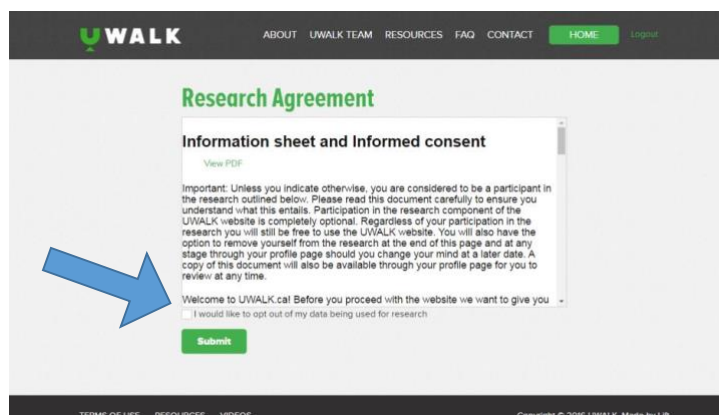 UWALK ABOUT UWALK TEAM RESOURCES FAQ CONTACT HOME Logout
Research Agreement
Information sheet and Informed consent
View PDF
Important: Unless you indicate otherwise, you are considered to be a participant in
the research outlined below. Please read this document carefully to ensure you
understand what this entails. Participation in the research component of the
UWALK website is completely optional. Regardless of your participation in the
research you will still be free to use the UWALK website. You will also have the
option to remove yourself from the research at the end of this page and at any
stage through your profile page should you change your mind at a later date. A
copy of this document will also be available through your profile page for you to
review at any time.
Welcome to UWALK.ca! Before you proceed with the website we want to give you
I would like to opt out of my data being used for research
Submit
TERMS OF USE RESOURCES VIDEOS Copyright © UWALK Made by Lift